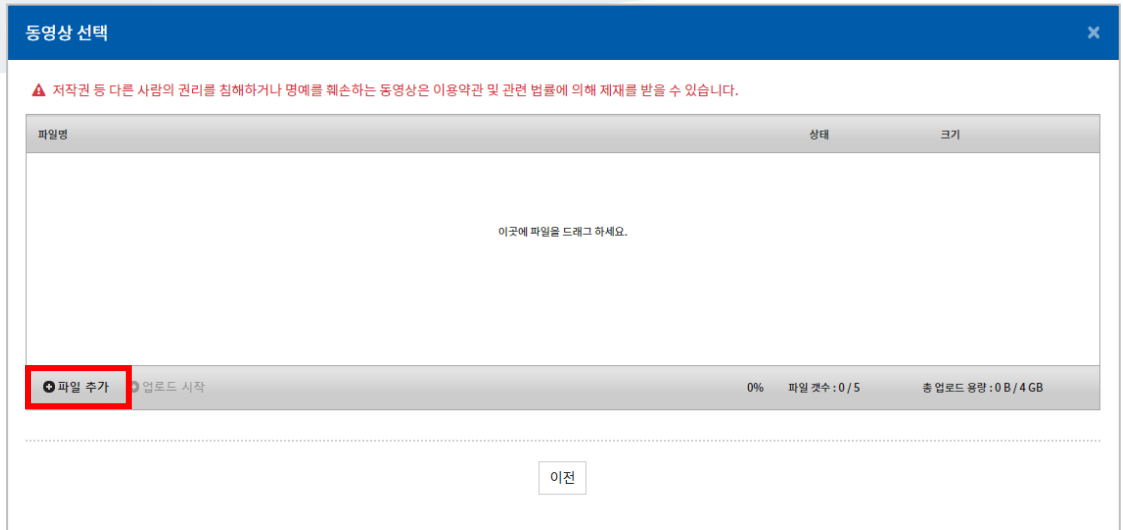 동영상 선택
저작권 등 다른 사람의 권리를 침해하거나 명예를 훼손하는 동영상은 이용약관 및 관련 법률에 의해 제재를 받을 수 있습니다.
파일명 상태 크기
이곳에 파일을 드래그 하세요.
파일 추가 업로드 시작 0% 파일 갯수 : 0 / 5 총 업로드 용량 : 0 B / 4 GB
이전